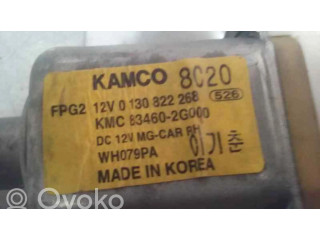 KAMCO 8C20
FPG2 12V 0 130 822 268 526
KMC 83460-2G000
DC 12V MG-CAR RH
WH079PA 이기춘
MADE IN KOREA
© Ovoko